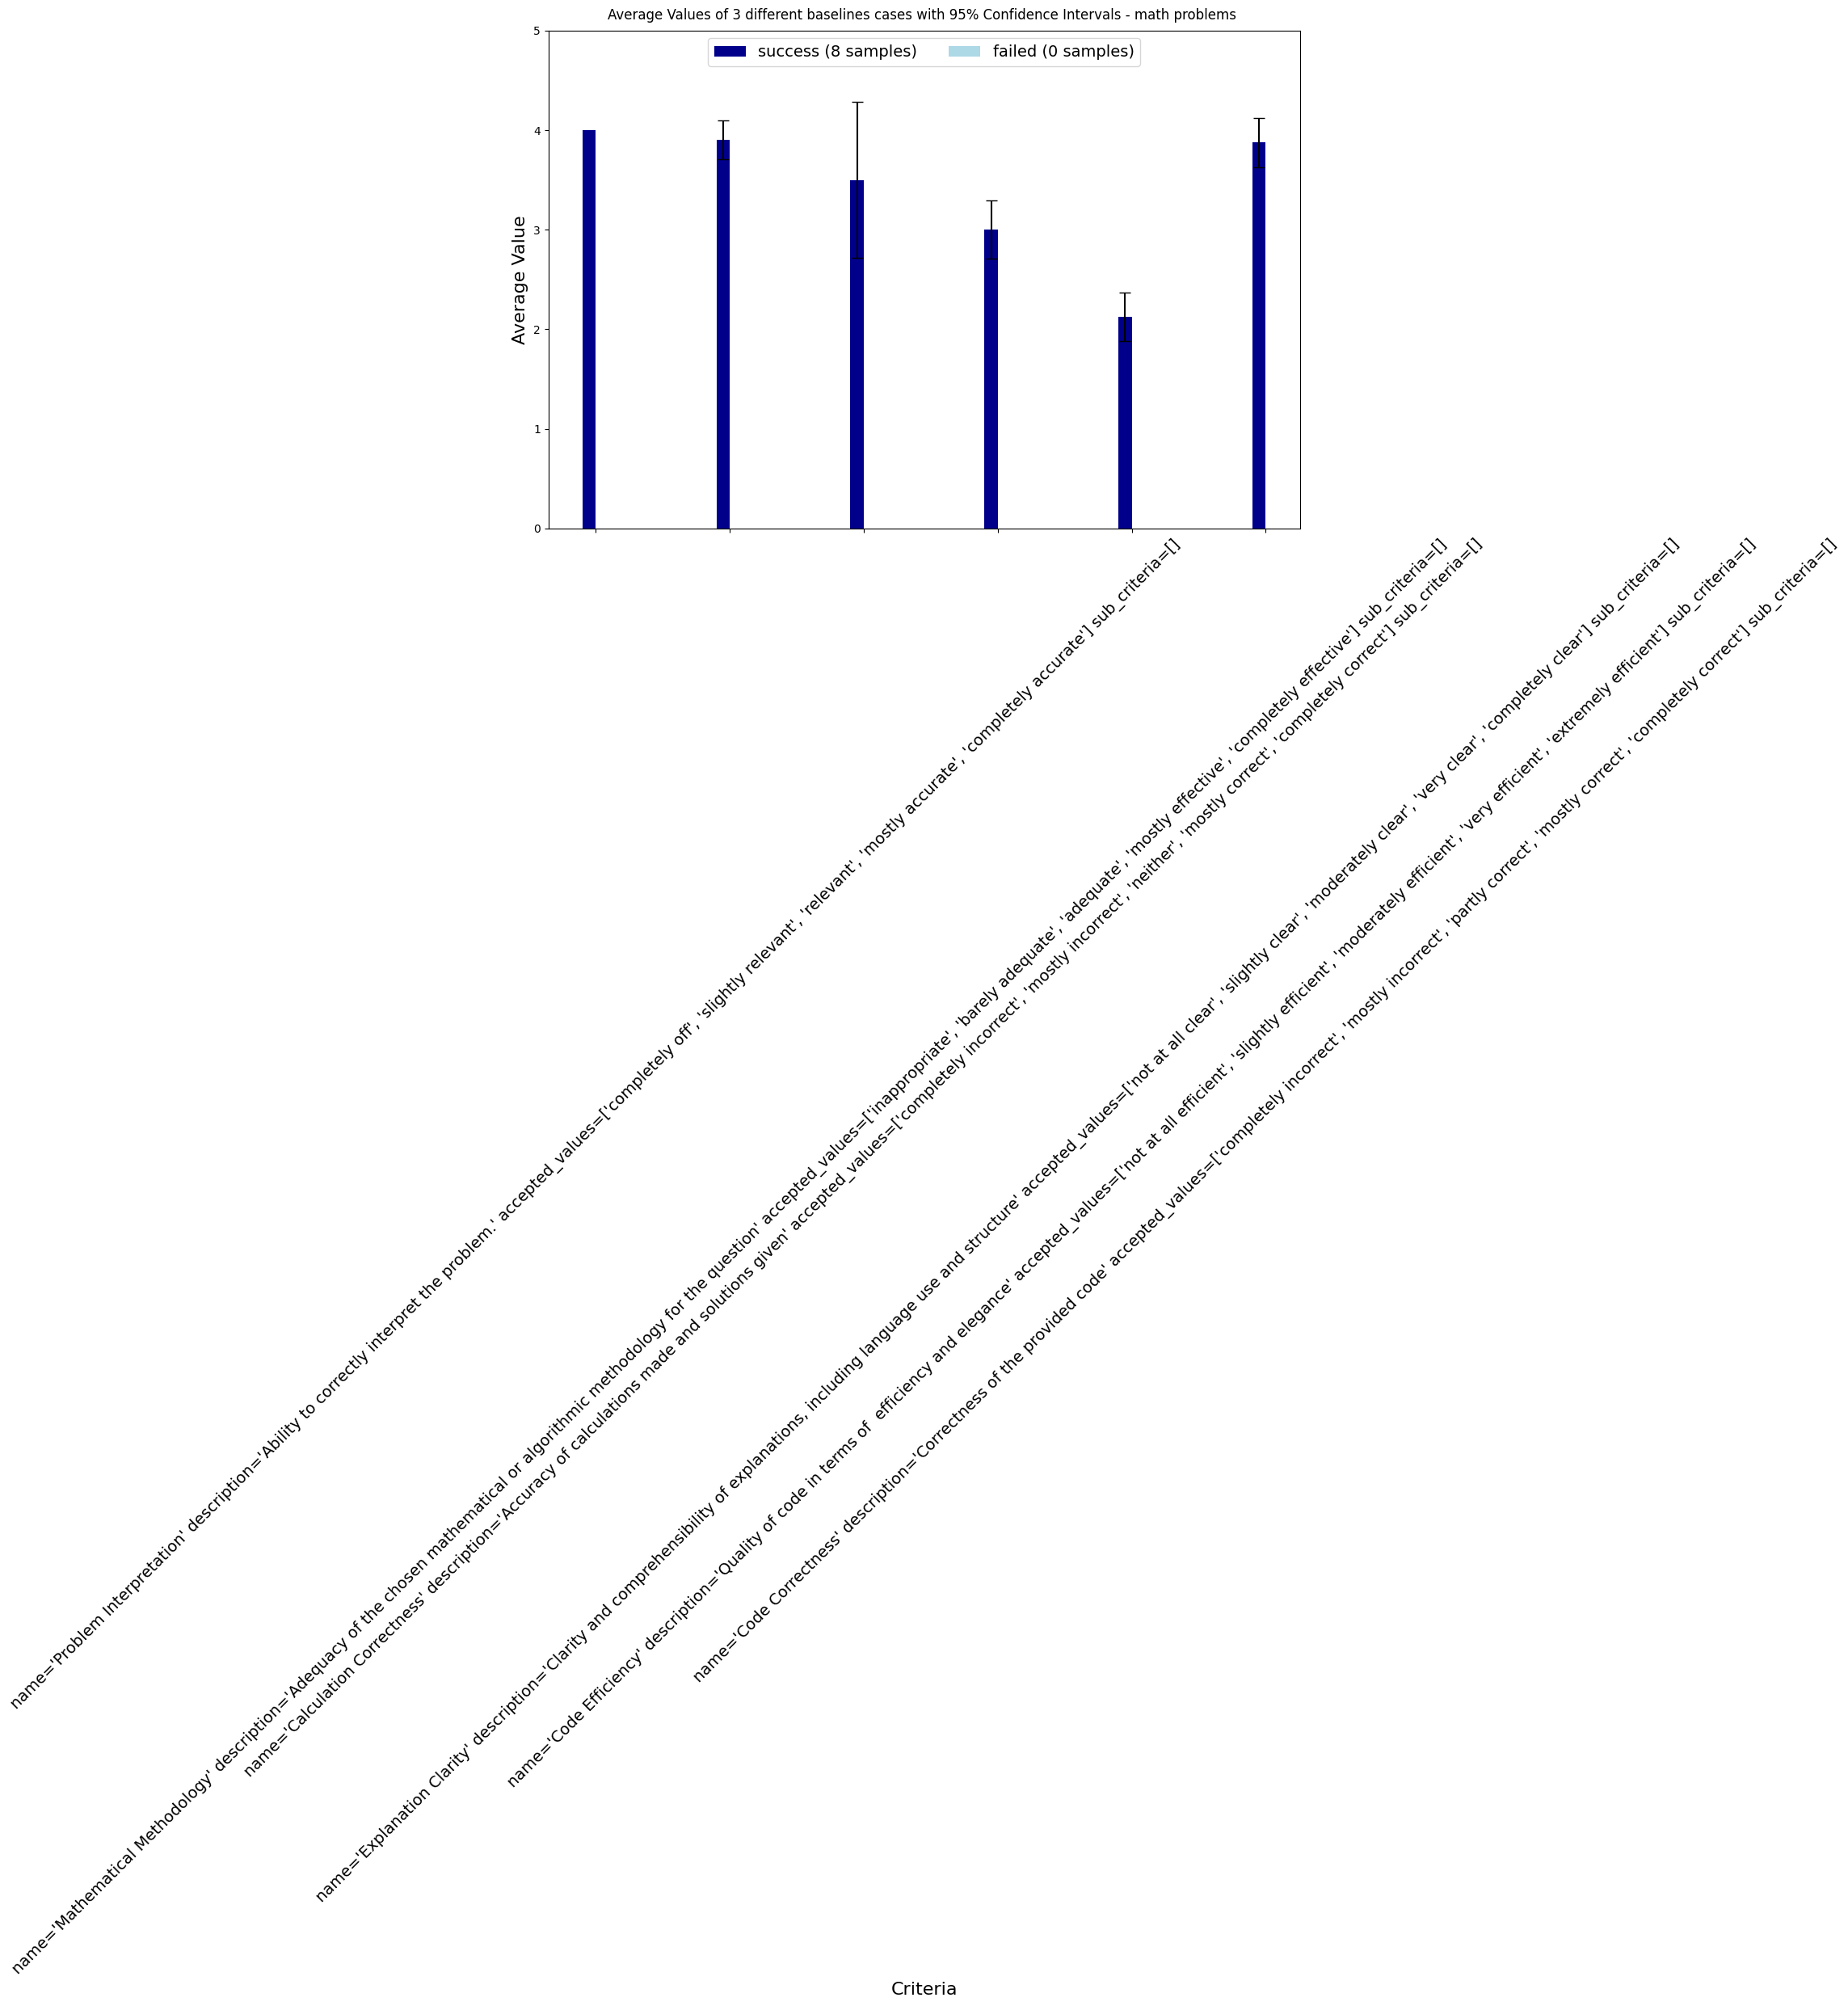 Average Values of 3 different baselines cases with 95% Confidence Intervals - math problems
success (8 samples)
failed (0 samples)
5
4
3
2
1
0
Average Value
name='Problem Interpretation' description='Ability to correctly interpret the problem.' accepted_values=['completely off', 'slightly relevant', 'relevant', 'mostly accurate', 'completely accurate'] sub_criteria=[]
name='Mathematical Methodology' description='Adequacy of the chosen mathematical or algorithmic methodology for the question' accepted_values=['inappropriate', 'barely adequate', 'adequate', 'mostly effective', 'completely effective'] sub_criteria=[]
name='Calculation Correctness' description='Accuracy of calculations made and solutions given' accepted_values=['completely incorrect', 'mostly incorrect', 'neither', 'mostly correct', 'completely correct'] sub_criteria=[]
name='Explanation Clarity' description='Clarity and comprehensibility of explanations, including language use and structure' accepted_values=['not at all clear', 'slightly clear', 'moderately clear', 'very clear', 'completely clear'] sub_criteria=[]
name='Code Efficiency' description='Quality of code in terms of  efficiency and elegance' accepted_values=['not at all efficient', 'slightly efficient', 'moderately efficient', 'very efficient', 'extremely efficient'] sub_criteria=[]
name='Code Correctness' description='Correctness of the provided code' accepted_values=['completely incorrect', 'mostly incorrect', 'partly correct', 'mostly correct', 'completely correct'] sub_criteria=[]
Criteria